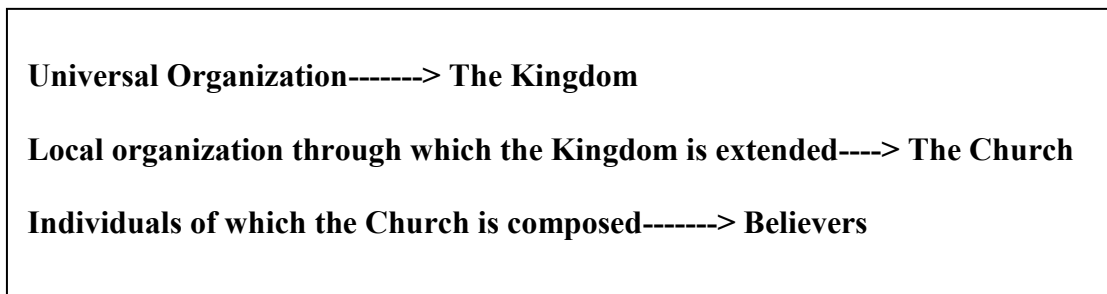 Universal Organization-------> The Kingdom
Local organization through which the Kingdom is extended----> The Church
Individuals of which the Church is composed-------> Believers